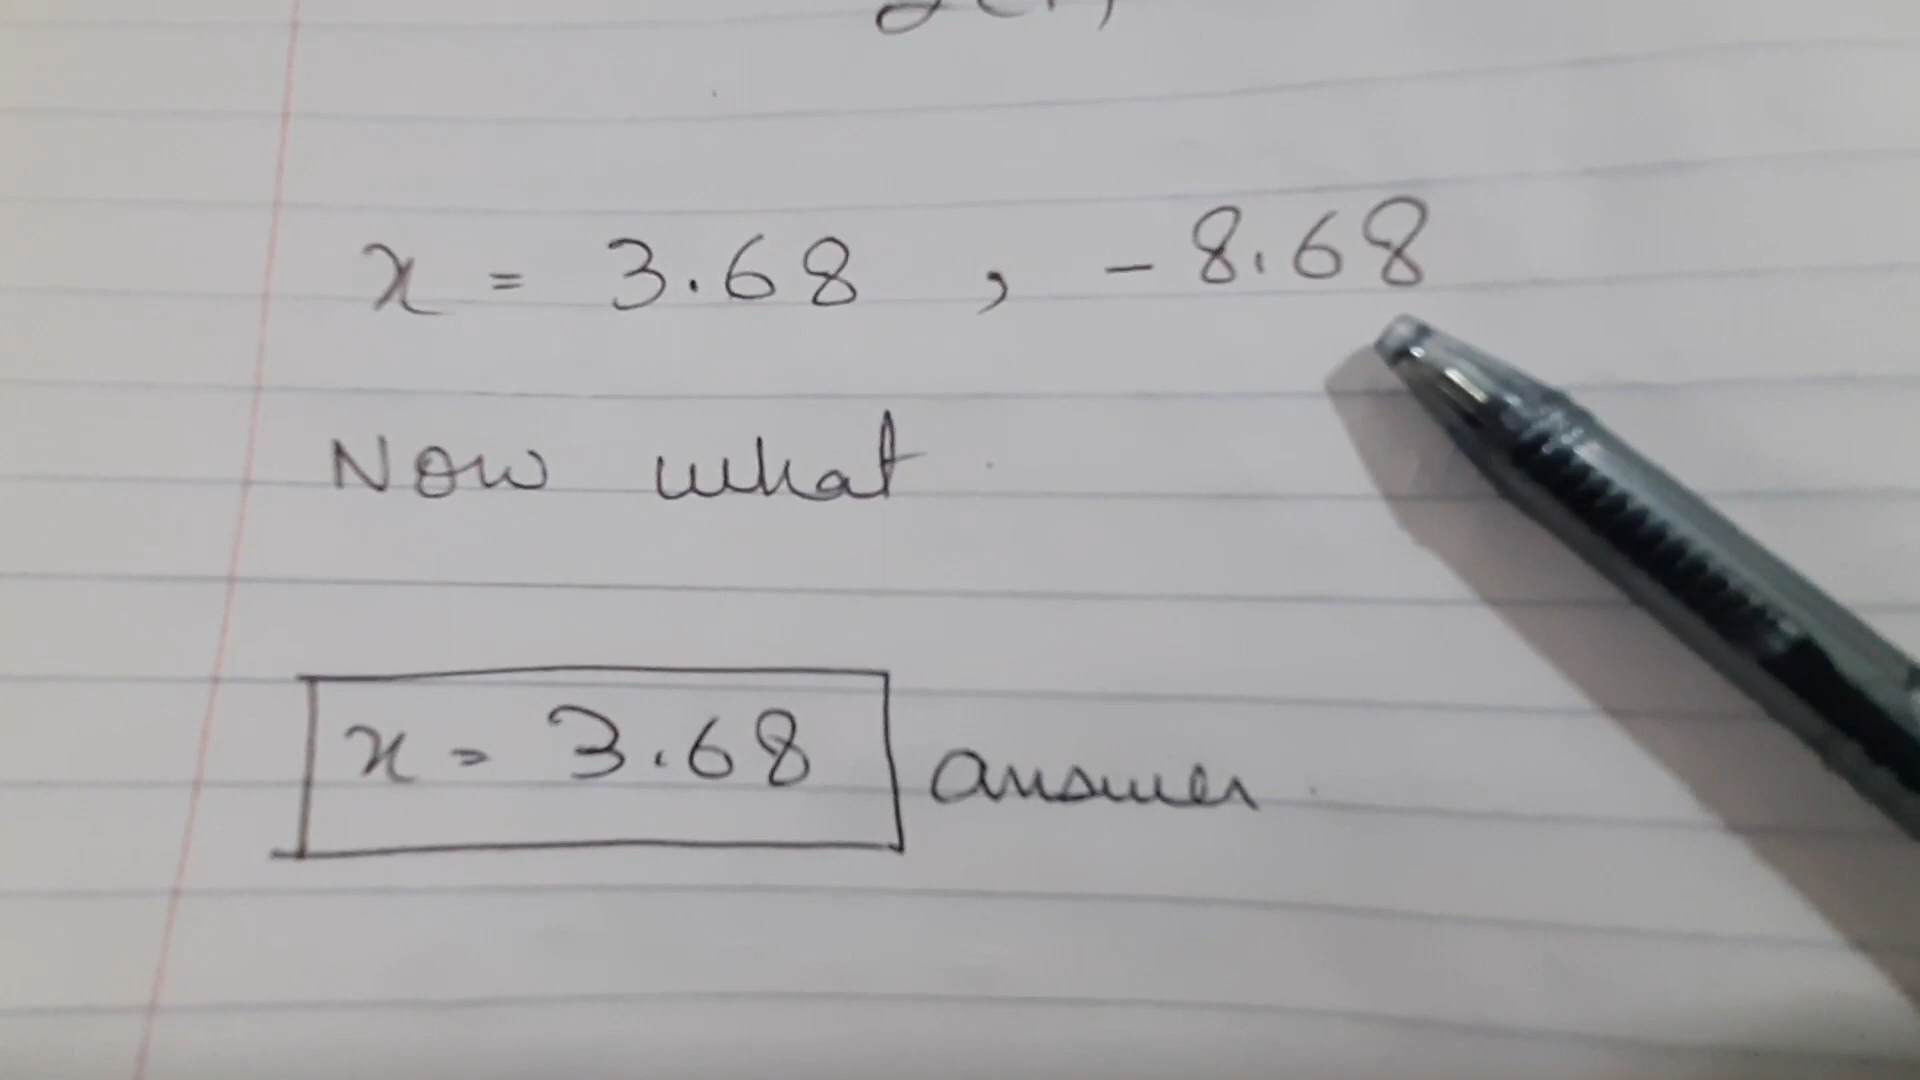 x = 3.68 , - 8.68
Now what
x = 3.68 answer.